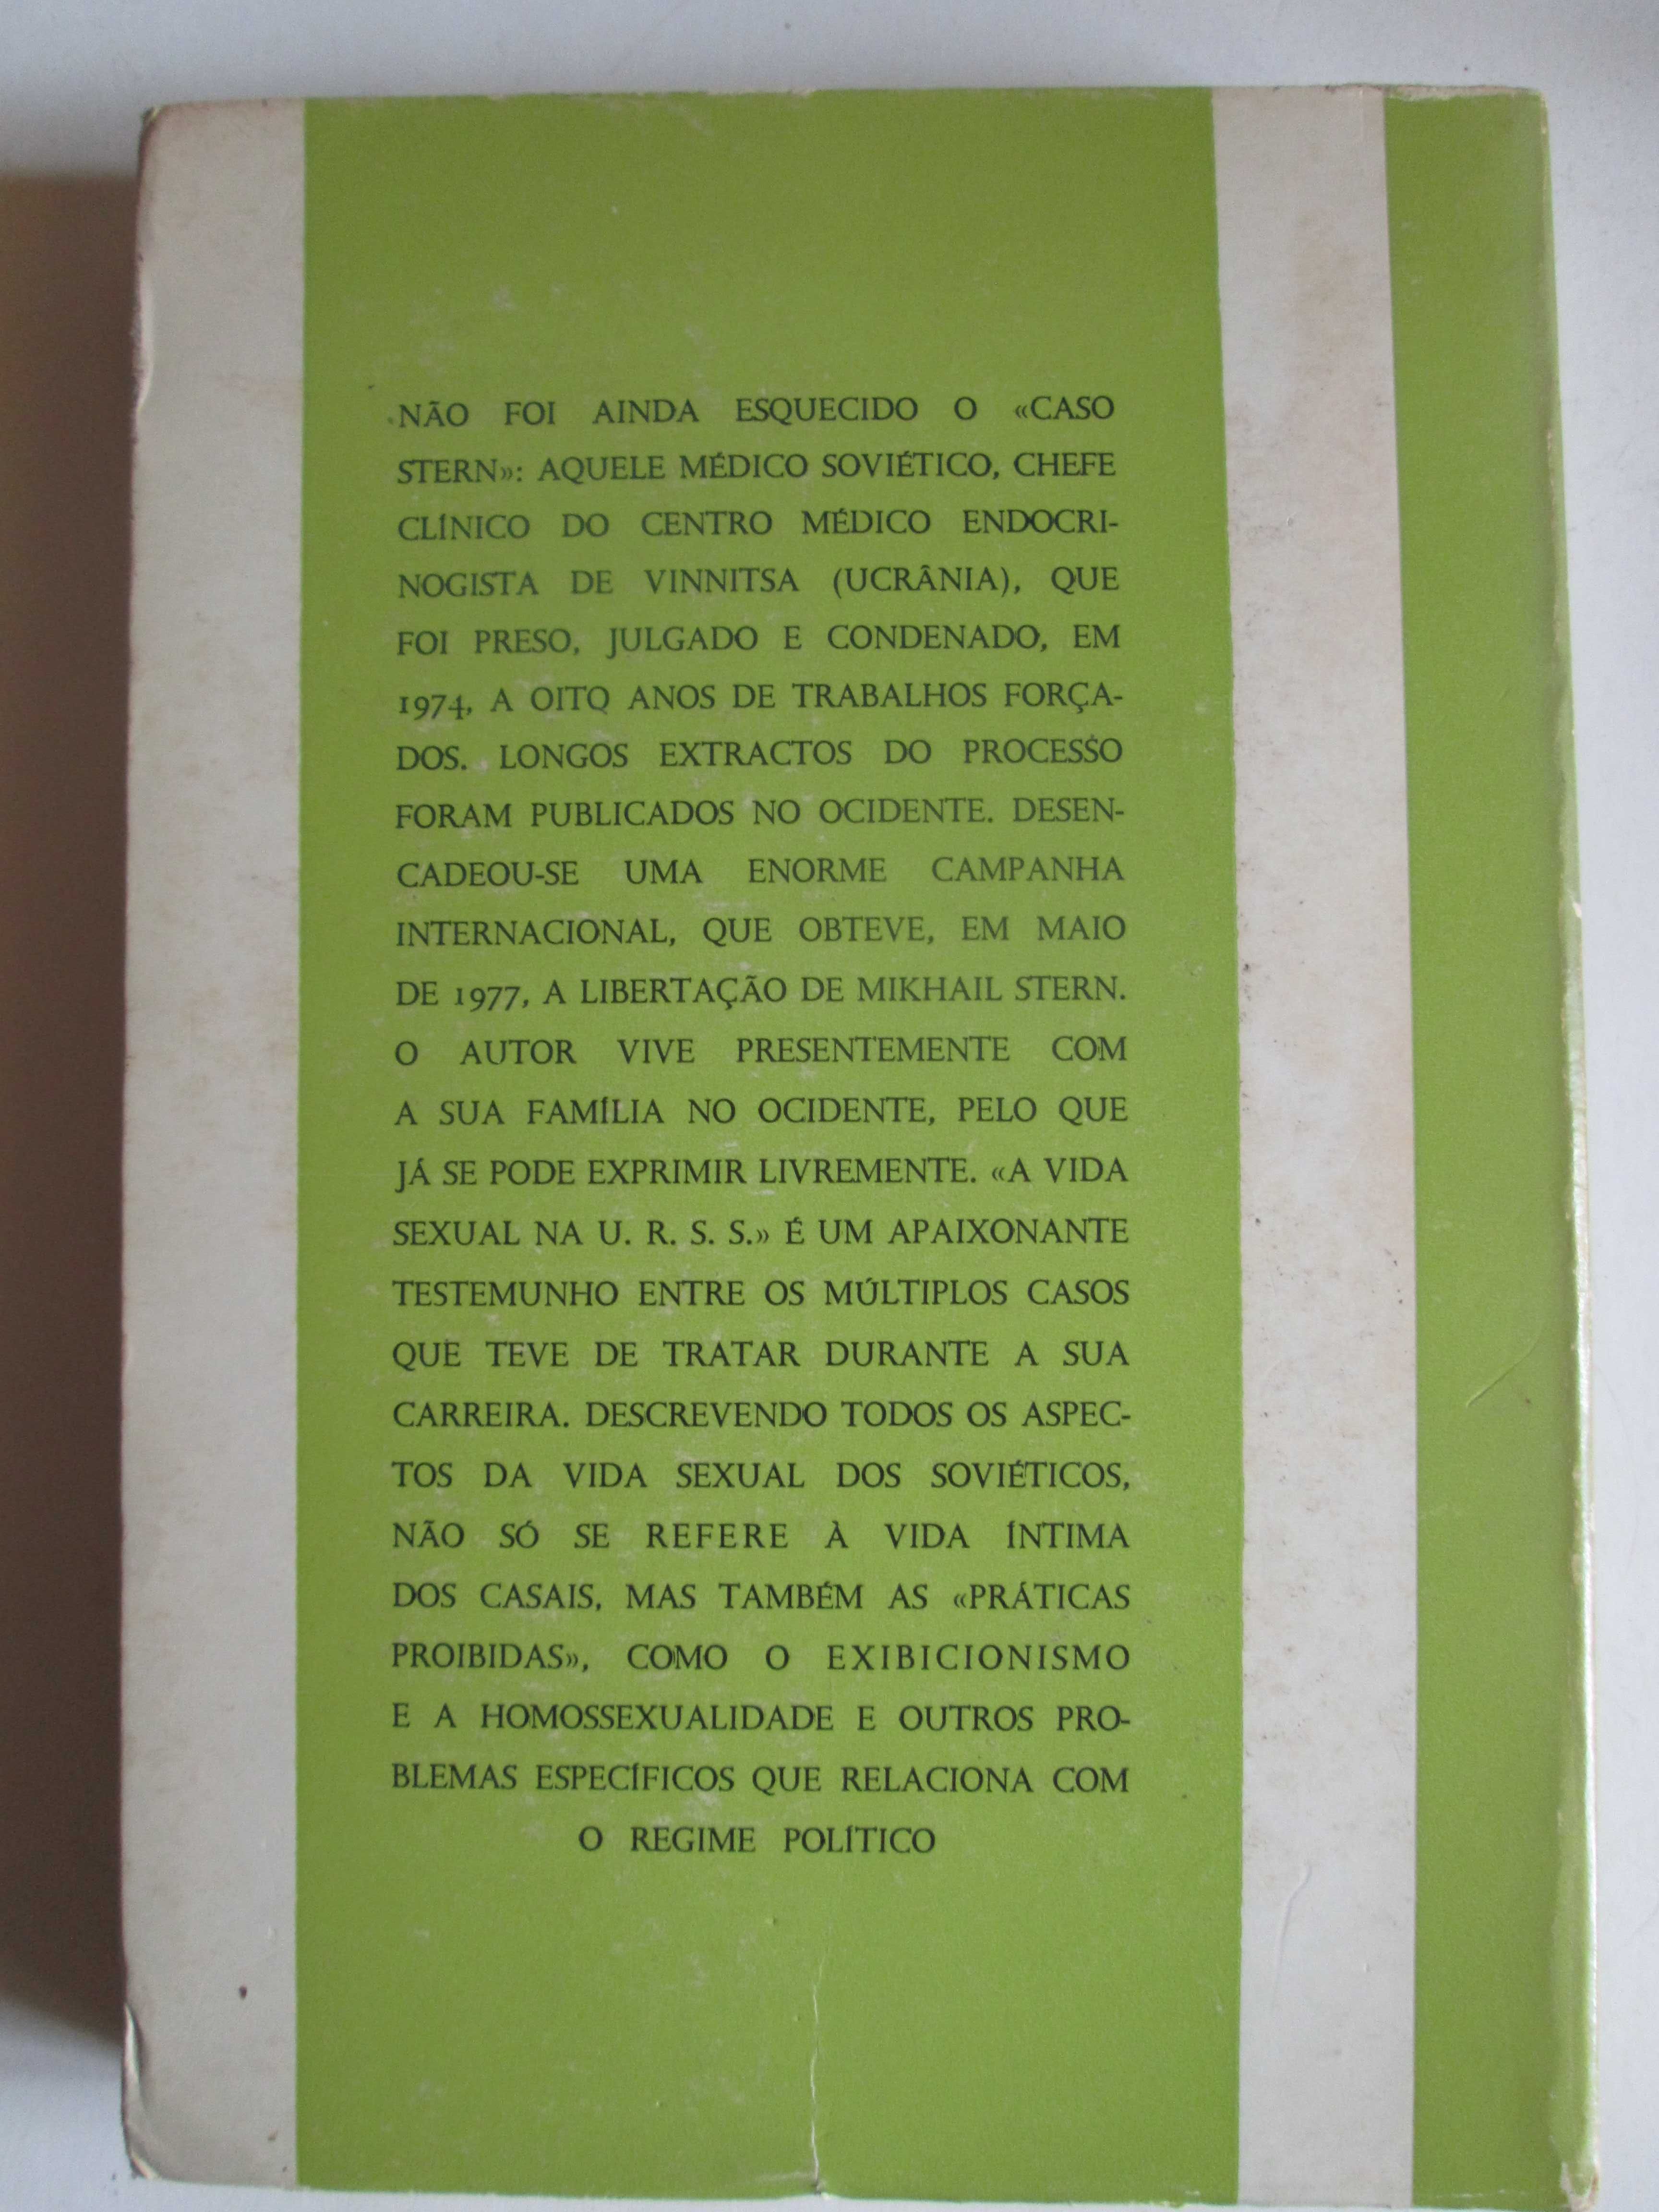 NÃO FOI AINDA ESQUECIDO O «CASO
STERN»: AQUELE MÉDICO SOVIÉTICO, CHEFE
CLÍNICO DO CENTRO MÉDICO ENDOCRI-
NOGISTA DE VINNITSA (UCRÂNIA), QUE
FOI PRESO, JULGADO E CONDENADO, EM
1974, A OITO ANOS DE TRABALHOS FORÇA-
DOS. LONGOS EXTRACTOS DO PROCESSO
FORAM PUBLICADOS NO OCIDENTE. DESEN-
CADEOU-SE UMA ENORME CAMPANHA
INTERNACIONAL, QUE OBTEVE, EM MAIO
DE 1977, A LIBERTAÇÃO DE MIKHAIL STERN.
O AUTOR VIVE PRESENTEMENTE COM
A SUA FAMÍLIA NO OCIDENTE, PELO QUE
JÁ SE PODE EXPRIMIR LIVREMENTE. «A VIDA
SEXUAL NA U. R. S. S.» É UM APAIXONANTE
TESTEMUNHO ENTRE OS MÚLTIPLOS CASOS
QUE TEVE DE TRATAR DURANTE A SUA
CARREIRA. DESCREVENDO TODOS OS ASPEC-
TOS DA VIDA SEXUAL DOS SOVIÉTICOS,
NÃO SÓ SE REFERE À VIDA ÍNTIMA
DOS CASAIS, MAS TAMBÉM AS «PRÁTICAS
PROIBIDAS», COMO O EXIBICIONISMO
E A HOMOSSEXUALIDADE E OUTROS PRO-
BLEMAS ESPECÍFICOS QUE RELACIONA COM
O REGIME POLÍTICO